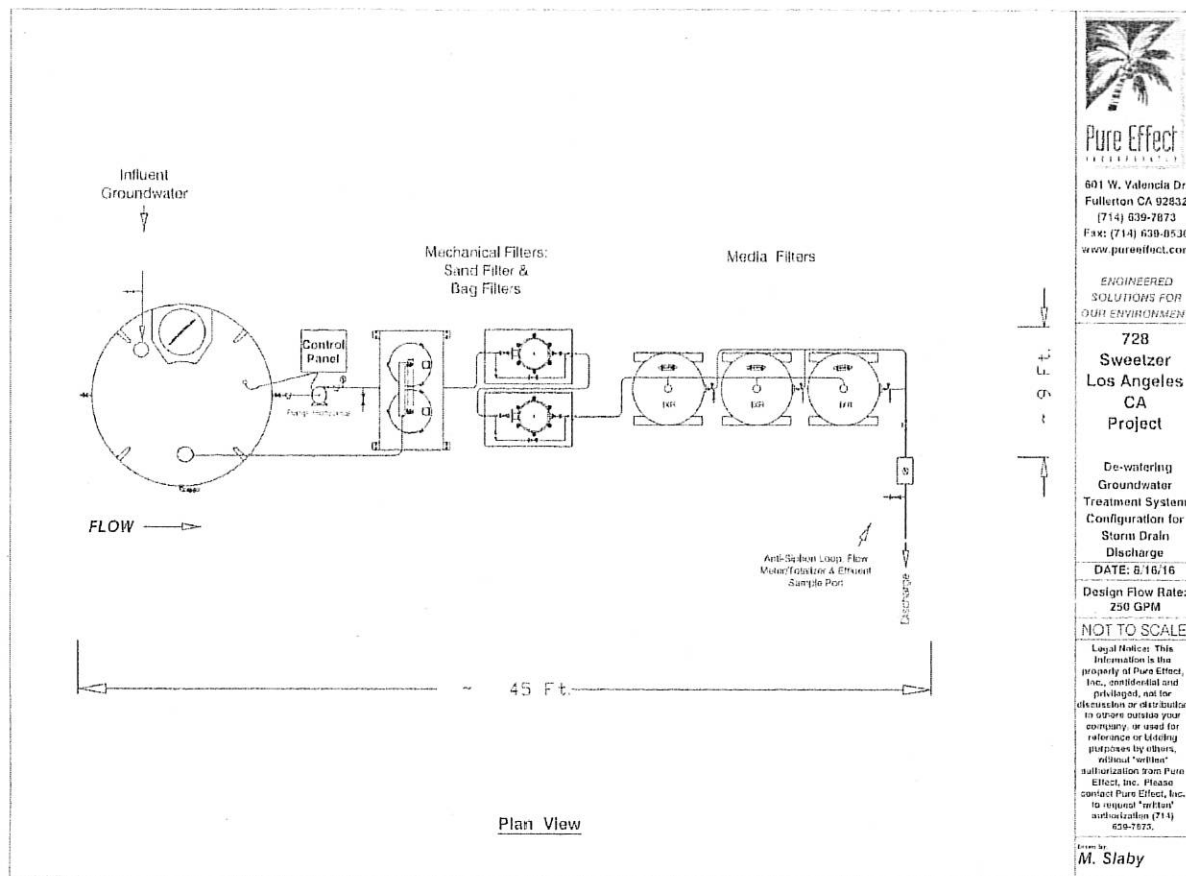 Influent
Groundwater
Mechanical Filters:
Sand Filter &
Bag Filters
Media Filters
Control
Panel
FLOW
Anti-Siphon Loop, Flow
Meter/Totalizer & Effluent
Sample Port
Discharge
~ 9 Ft.
~ 45 Ft.
Plan View
Pure Effect
INCORPORATED
601 W. Valencia Dr
Fullerton CA 92832
(714) 639-7873
Fax: (714) 639-8536
www.pureeffect.com
ENGINEERED
SOLUTIONS FOR
OUR ENVIRONMENT
728
Sweetzer
Los Angeles
CA
Project
De-watering
Groundwater
Treatment System
Configuration for
Storm Drain
Discharge
DATE: 8/16/16
Design Flow Rate:
250 GPM
NOT TO SCALE
Legal Notice: This
information is the
property of Pure Effect,
Inc., confidential and
privileged, not for
discussion or distribution
to others outside your
company, or used for
reference or bidding
purposes by others,
without "written"
authorization from Pure
Effect, Inc. Please
contact Pure Effect, Inc.
to request "written"
authorization (714)
639-7873.
Drawn by:
M. Slaby